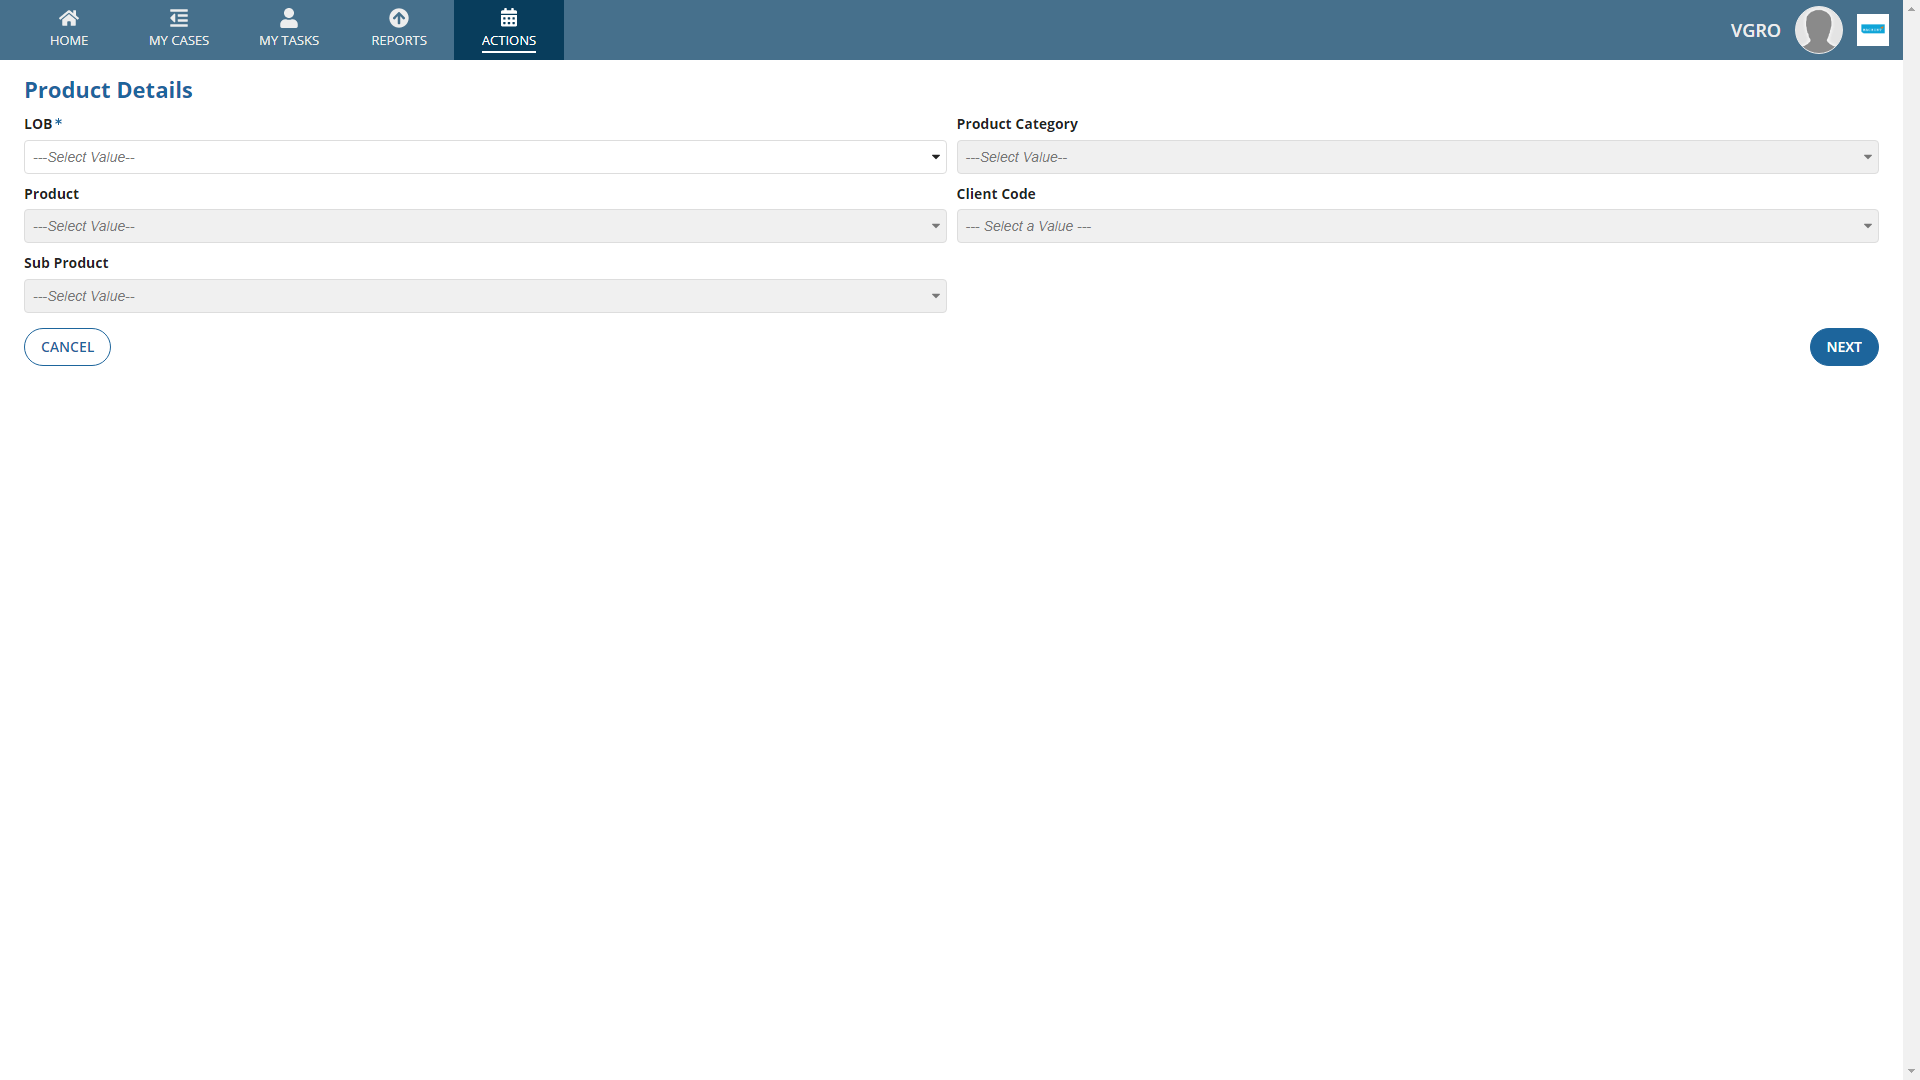 HOME
MY CASES
MY TASKS
REPORTS
ACTIONS
VGRO
Product Details
LOB*
Product Category
---Select Value--
---Select Value--
Product
Client Code
---Select Value--
--- Select a Value ---
Sub Product
---Select Value--
CANCEL
NEXT